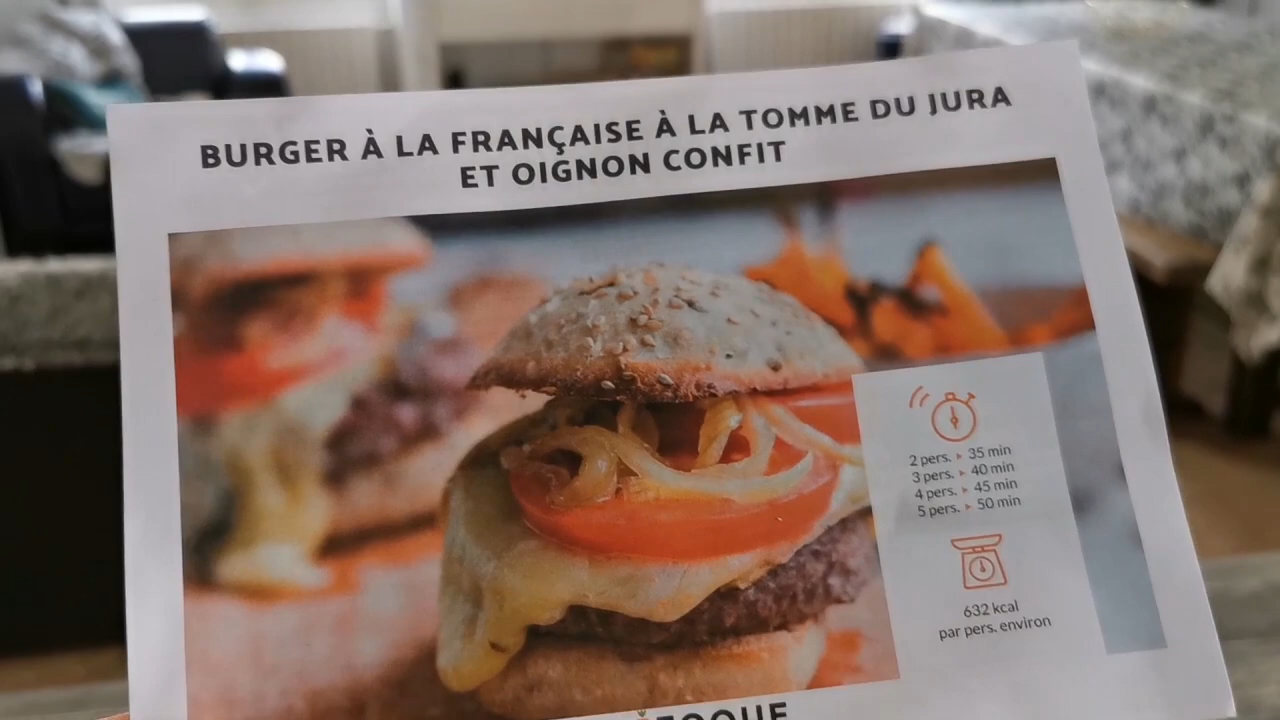 BURGER À LA FRANÇAISE À LA TOMME DU JURA
ET OIGNON CONFIT
2 pers. ▸ 35 min
3 pers. ▸ 40 min
4 pers. ▸ 45 min
5 pers. ▸ 50 min
632 kcal
par pers. environ